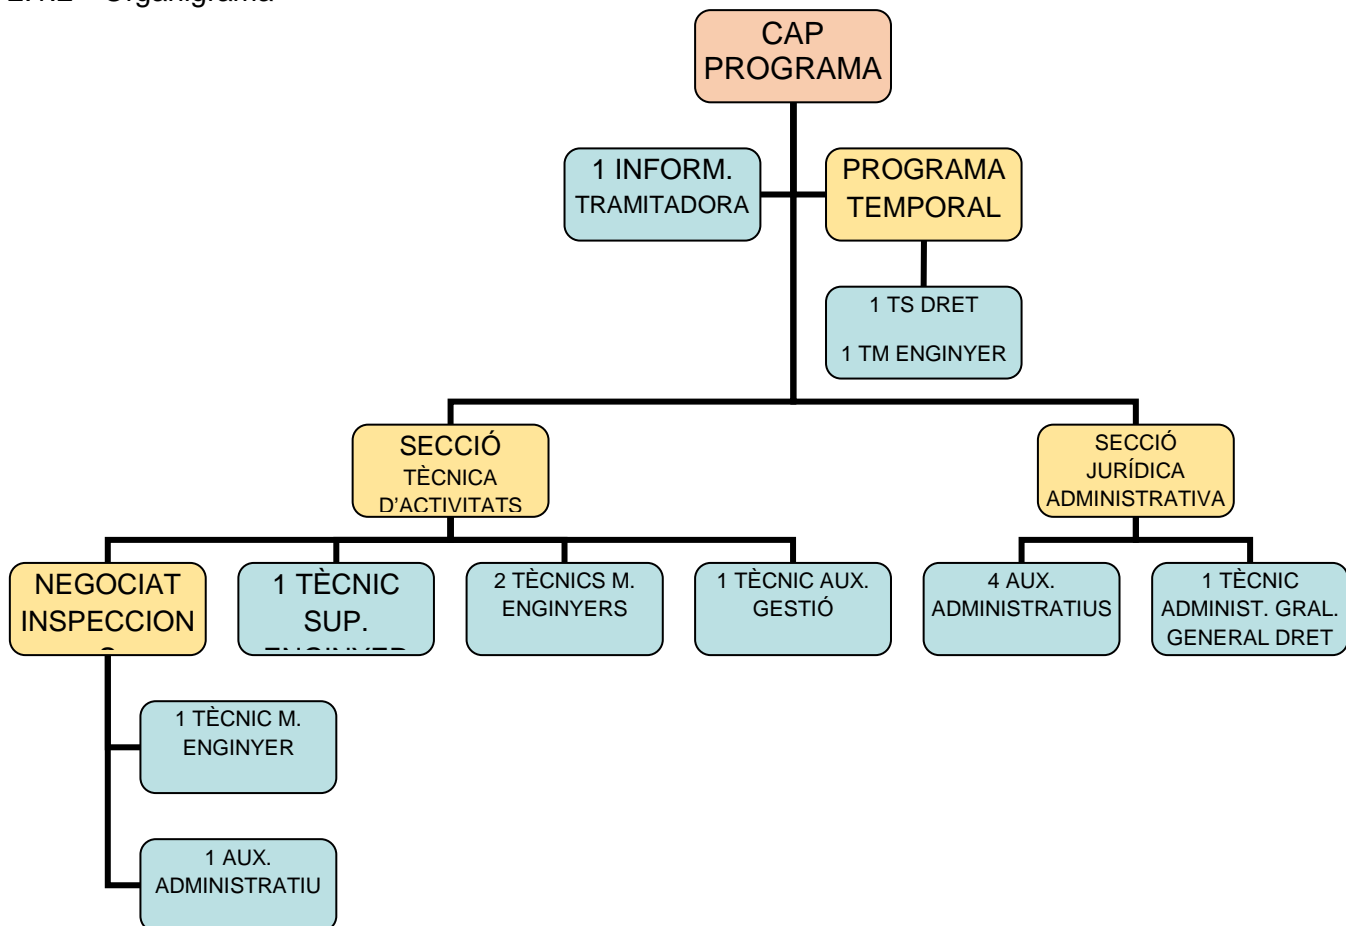 Organigrama
CAP
PROGRAMA
1 INFORM.
TRAMITADORA
PROGRAMA
TEMPORAL
1 TS DRET
1 TM ENGINYER
SECCIÓ
TÈCNICA
D'ACTIVITATS
SECCIÓ
JURÍDICA
ADMINISTRATIVA
NEGOCIAT
INSPECCION
1 TÈCNIC
SUP.
ENGINYER
2 TÈCNICS M.
ENGINYERS
1 TÈCNIC AUX.
GESTIÓ
4 AUX.
ADMINISTRATIUS
1 TÈCNIC
ADMINIST. GRAL.
GENERAL DRET
1 TÈCNIC M.
ENGINYER
1 AUX.
ADMINISTRATIU